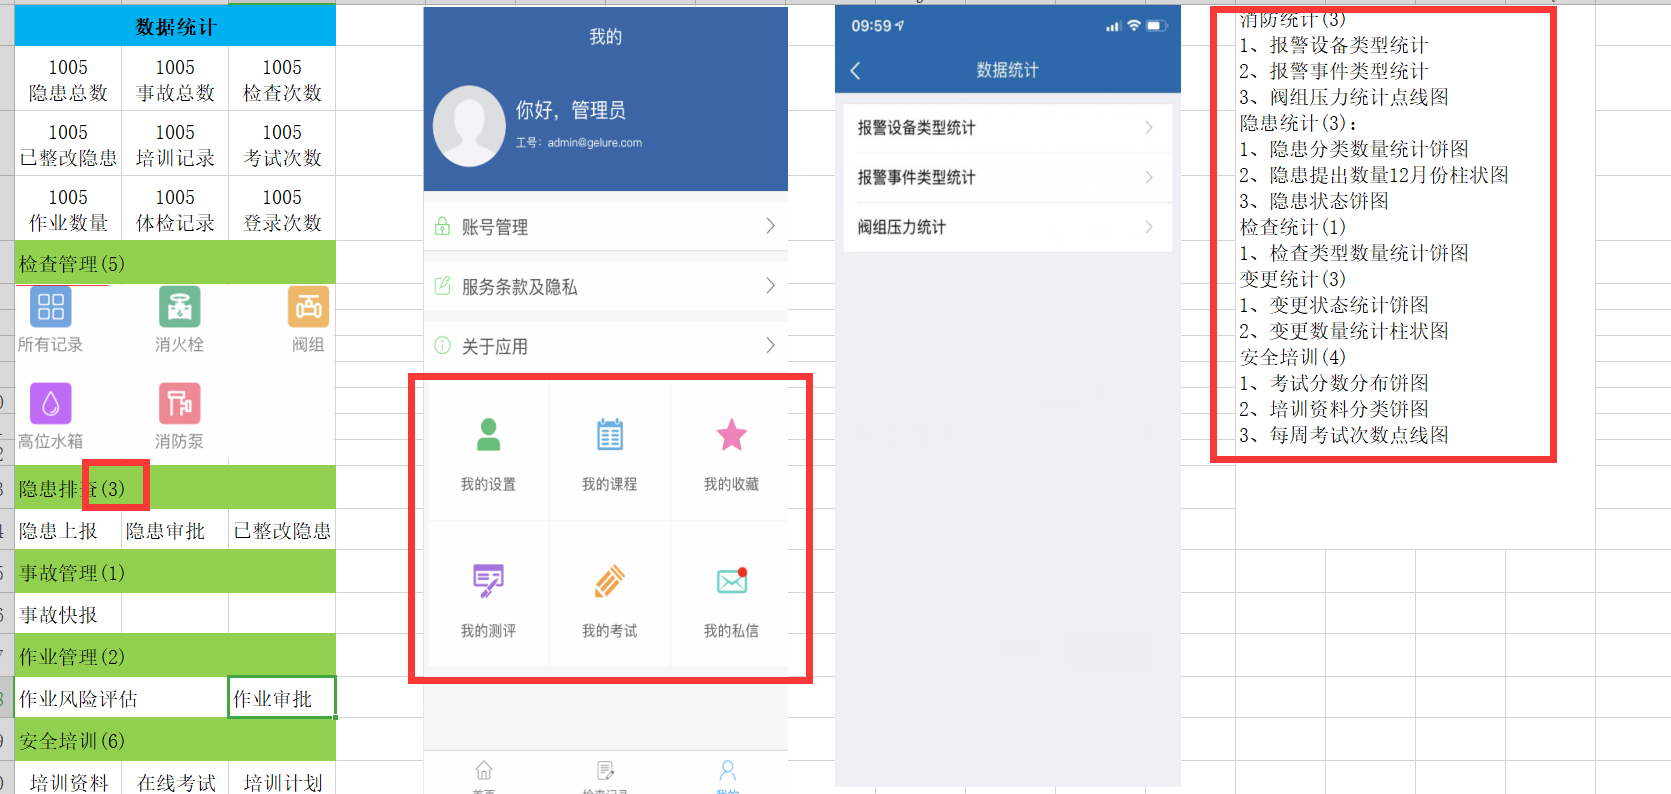 数据统计
1005 1005 1005
隐患总数 事故总数 检查次数
1005 1005 1005
已整改隐患 培训记录 考试次数
1005 1005 1005
作业数量 体检记录 登录次数
检查管理(5)
所有记录 消火栓 阀组
高位水箱 消防泵
隐患排查(3)
隐患上报 隐患审批 已整改隐患
事故管理(1)
事故快报
作业管理(2)
作业风险评估 作业审批
安全培训(6)
培训资料 在线考试 培训计划
我的
你好，管理员
工号：admin@gelure.com
账号管理
服务条款及隐私
关于应用
我的设置 我的课程 我的收藏
我的测评 我的考试 我的私信
09:59
数据统计
报警设备类型统计
报警事件类型统计
阀组压力统计
消防统计(3)
1、报警设备类型统计
2、报警事件类型统计
3、阀组压力统计点线图
隐患统计(3)：
1、隐患分类数量统计饼图
2、隐患提出数量12月份柱状图
3、隐患状态饼图
检查统计(1)
1、检查类型数量统计饼图
变更统计(3)
1、变更状态统计饼图
2、变更数量统计柱状图
安全培训(4)
1、考试分数分布饼图
2、培训资料分类饼图
3、每周考试次数点线图